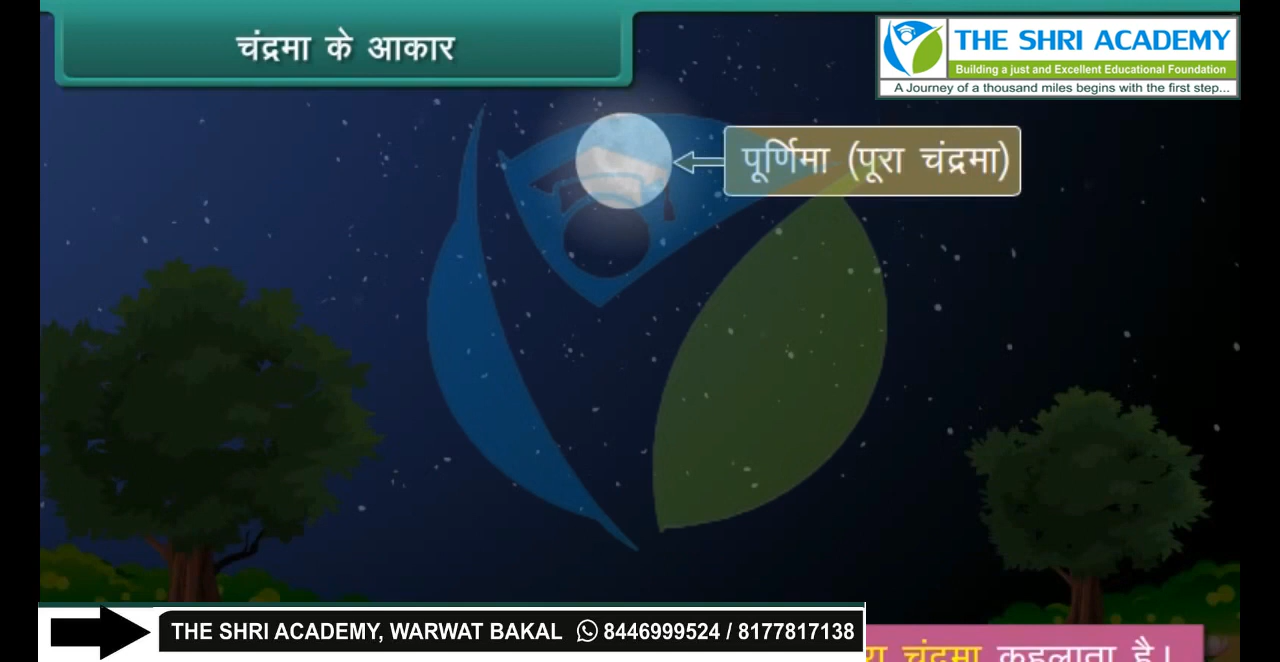 चंद्रमा के आकार
THE SHRI ACADEMY
Building a just and Excellent Educational Foundation
A Journey of a thousand miles begins with the first step...
पूर्णिमा (पूरा चंद्रमा)
THE SHRI ACADEMY, WARWAT BAKAL 8446999524 / 8177817138
चंद्रमा कहलाता है।